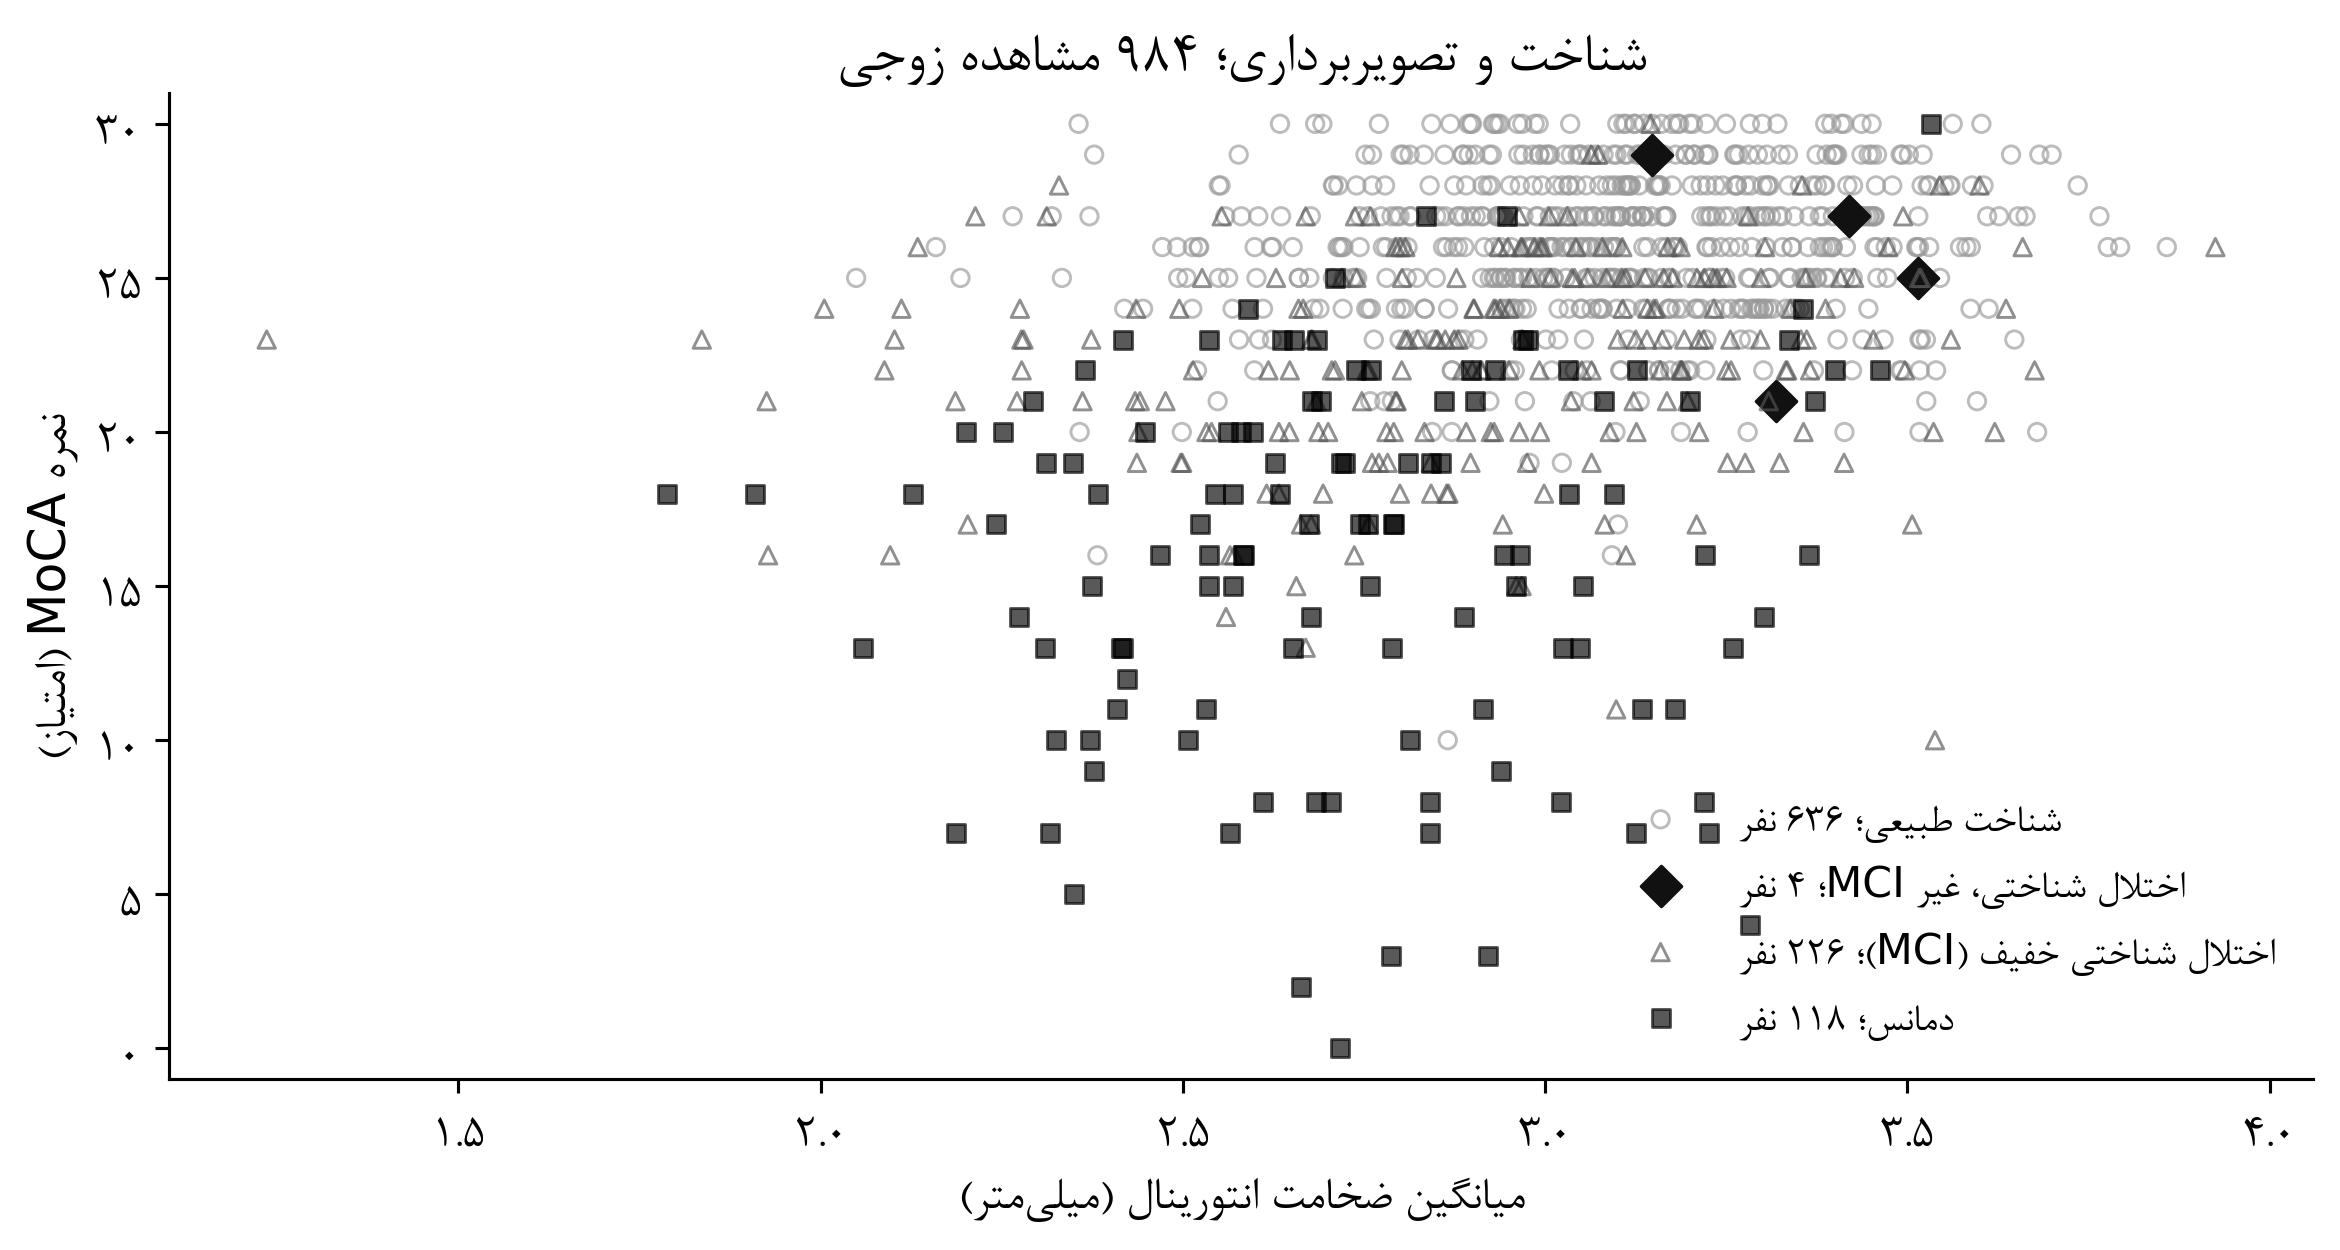 شناخت و تصویربرداری؛ ۹۸۴ مشاهده زوجی
نمره MoCA (امتیاز)
۳۰
۲۵
۲۰
۱۵
۱۰
۵
۰
شناخت طبیعی؛ ۶۳۶ نفر
اختلال شناختی، غیر MCI؛ ۴ نفر
اختلال شناختی خفیف (MCI)؛ ۲۲۶ نفر
دمانس؛ ۱۱۸ نفر
۱.۵ ۲.۰ ۲.۵ ۳.۰ ۳.۵ ۴.۰
میانگین ضخامت انتورینال (میلی‌متر)